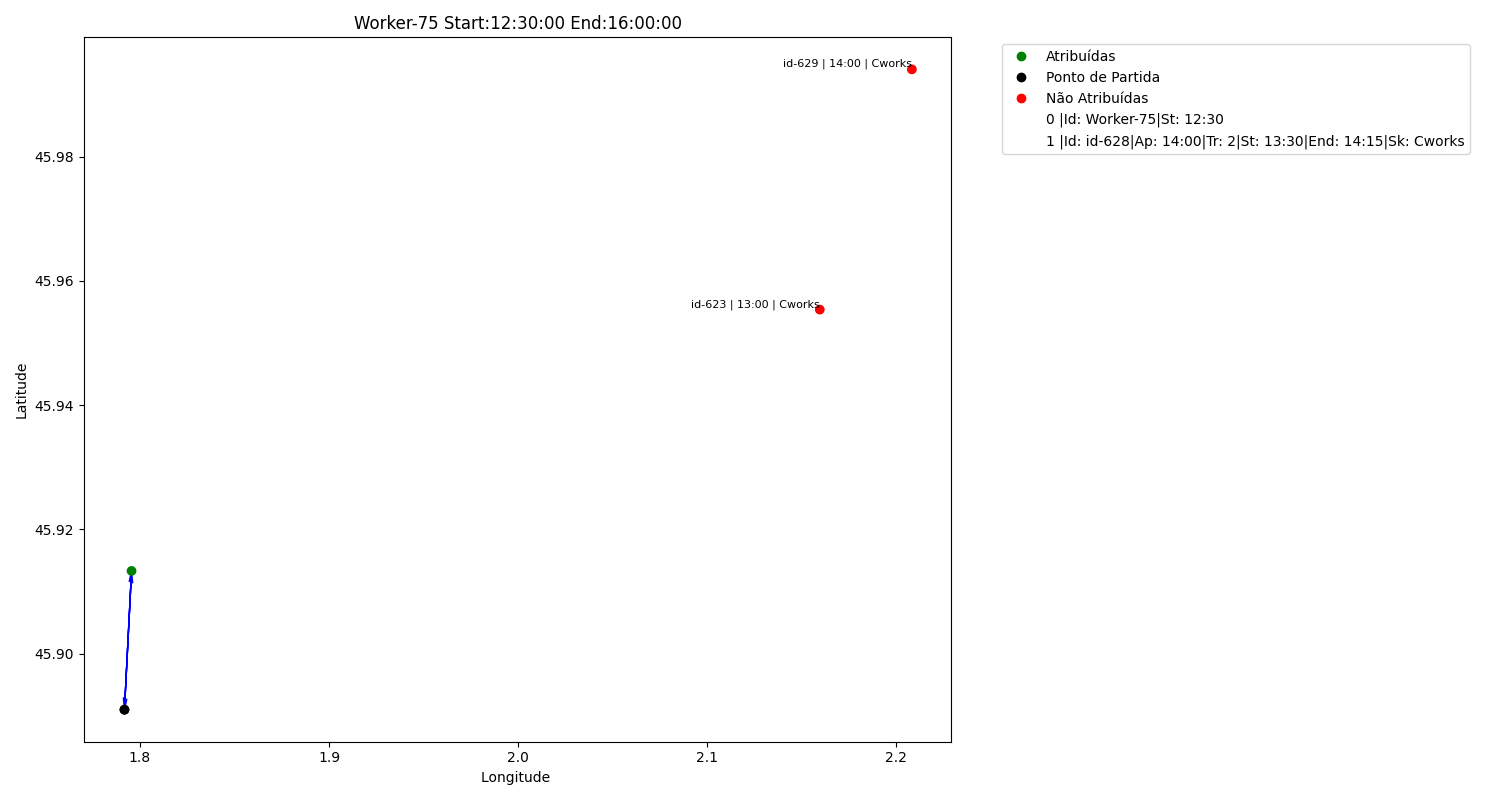 Worker-75 Start:12:30:00 End:16:00:00
id-629 | 14:00 | Cworks
id-623 | 13:00 | Cworks
45.98
45.96
45.94
45.92
45.90
Latitude
1.8
1.9
2.0
2.1
2.2
Longitude
Atribuídas
Ponto de Partida
Não Atribuídas
0 |Id: Worker-75|St: 12:30
1 |Id: id-628|Ap: 14:00|Tr: 2|St: 13:30|End: 14:15|Sk: Cworks